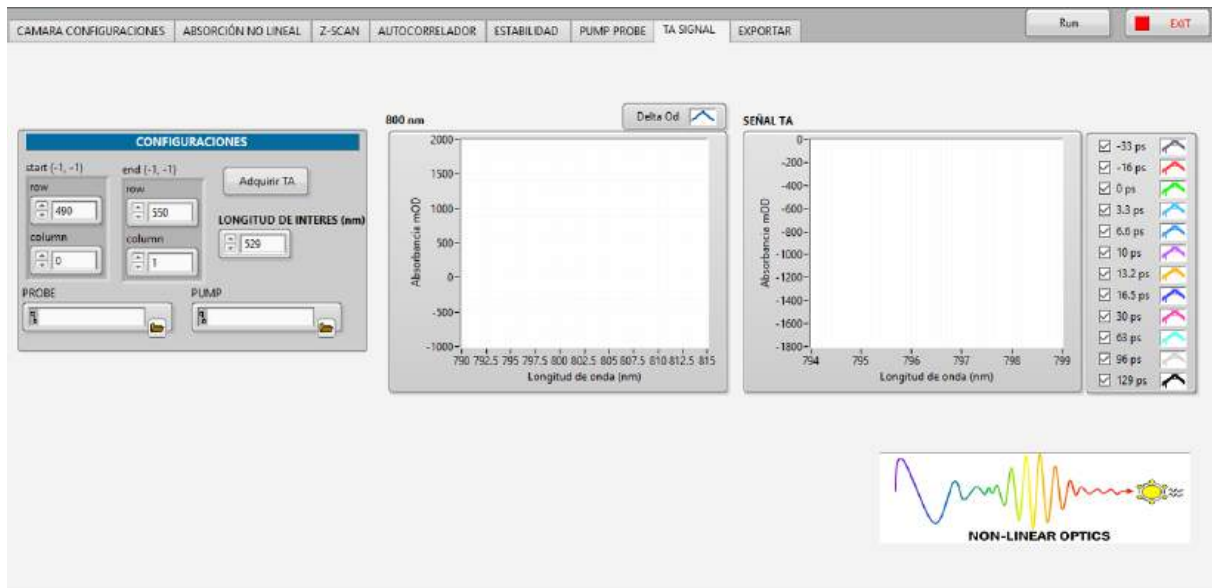 CAMARA CONFIGURACIONES ABSORCIÓN NO LINEAL Z-SCAN AUTOCORRELADOR ESTABILIDAD PUMP PROBE TA SIGNAL EXPORTAR Run EXIT
CONFIGURACIONES
start (-1, -1) end (-1, -1)
row row
490 550
column column
0 1
Adquirir TA
LONGITUD DE INTERES (nm)
529
PROBE PUMP
800 nm
Delta Od
Absorbancia mOD
2000
1500
1000
500
0
-500
-1000
790 792.5 795 797.5 800 802.5 805 807.5 810 812.5 815
Longitud de onda (nm)
SEÑAL TA
Absorbancia mOD
0
-200
-400
-600
-800
-1000
-1200
-1400
-1600
-1800
794 795 796 797 798 799
Longitud de onda (nm)
-33 ps
-16 ps
0 ps
3.3 ps
6.6 ps
10 ps
13.2 ps
16.5 ps
30 ps
63 ps
96 ps
129 ps
NON-LINEAR OPTICS